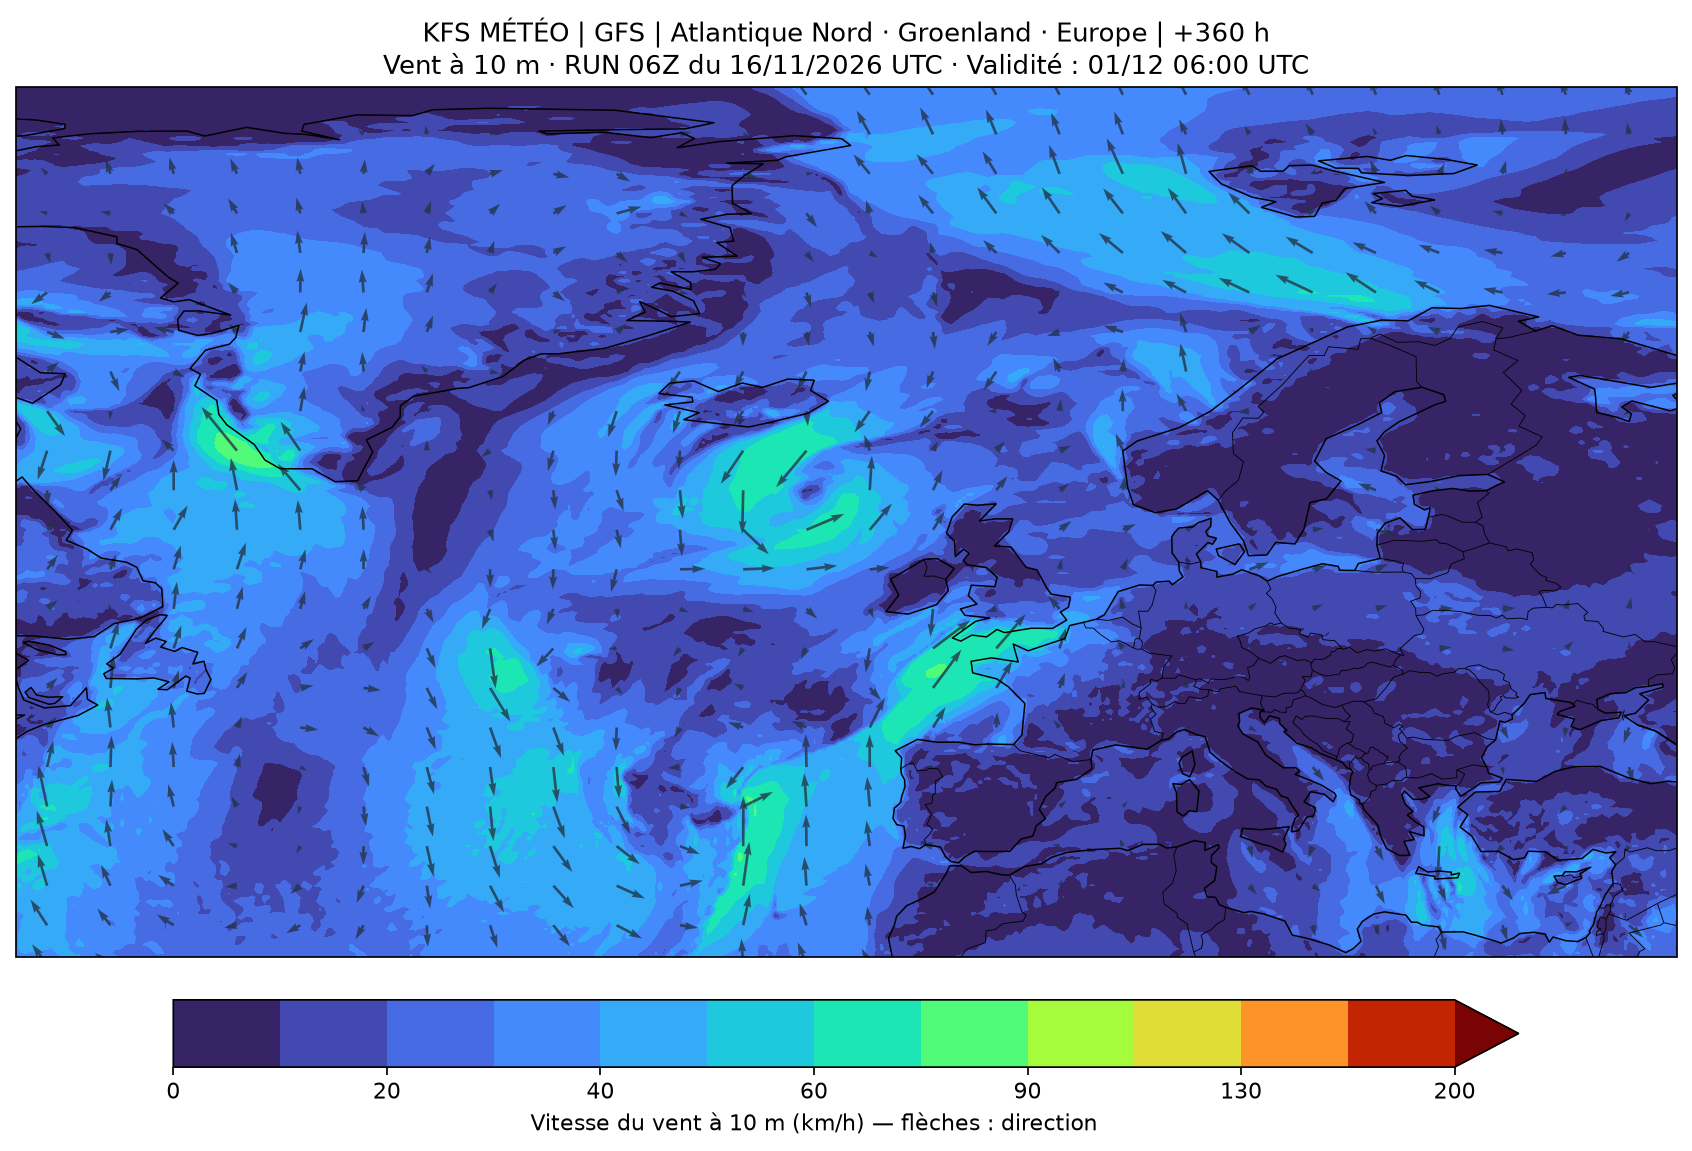 KFS MÉTÉO | GFS | Atlantique Nord · Groenland · Europe | +360 h
Vent à 10 m · RUN 06Z du 16/11/2026 UTC · Validité : 01/12 06:00 UTC
0 20 40 60 90 130 200
Vitesse du vent à 10 m (km/h) — flèches : direction